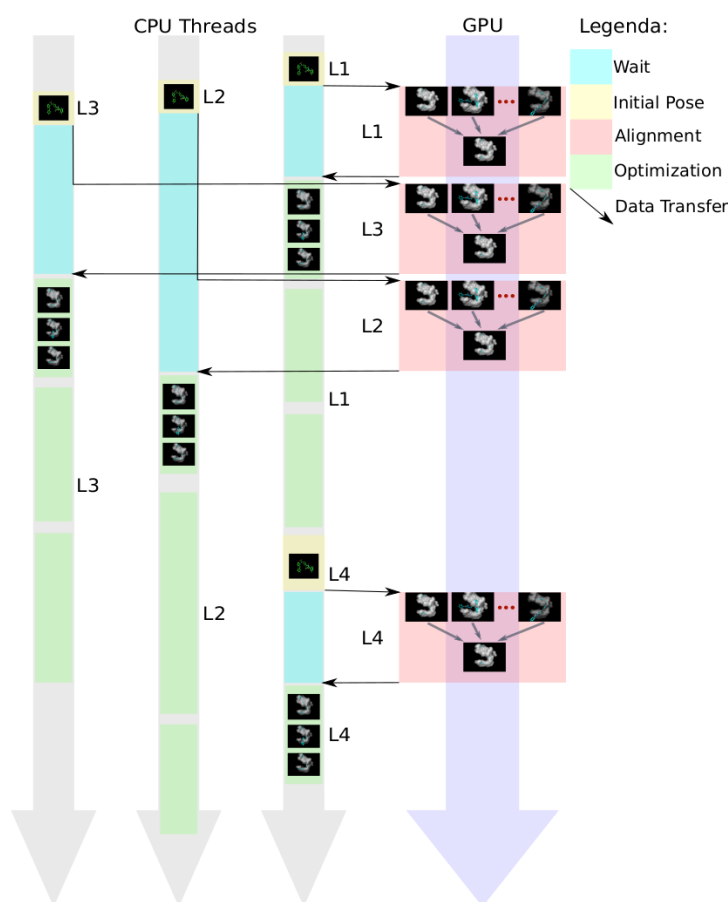 CPU Threads
GPU
Legenda:
Wait
Initial Pose
Alignment
Optimization
Data Transfer
L3
L2
L1
L1
L3
L2
L1
L3
L2
L4
L4
L4